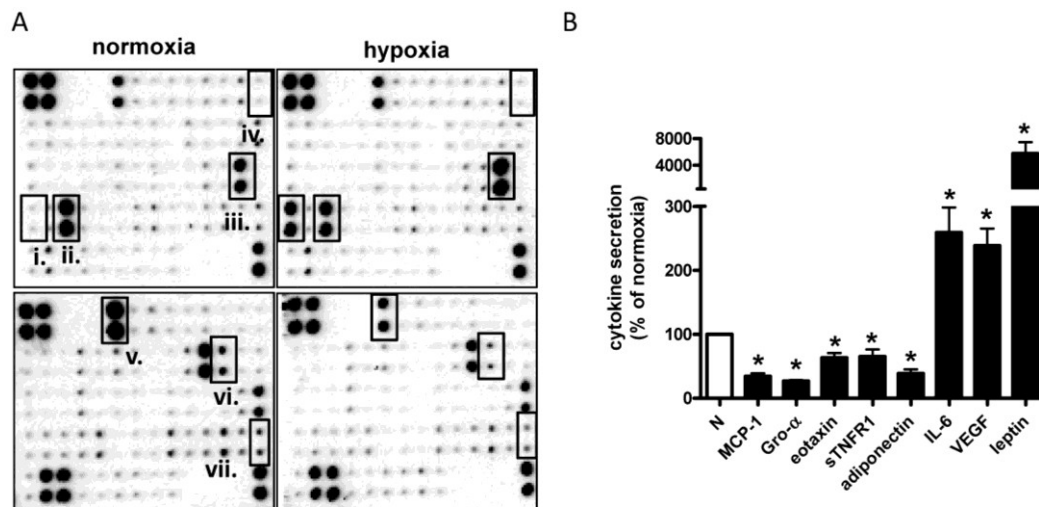 A
normoxia
hypoxia
iv.
iii.
i.
ii.
v.
vi.
vii.
B
cytokine secretion
(% of normoxia)
8000
4000
300
200
100
0
*
*
*
*
*
*
*
*
N
MCP-1
Gro-α
eotaxin
sTNFR1
adiponectin
IL-6
VEGF
leptin